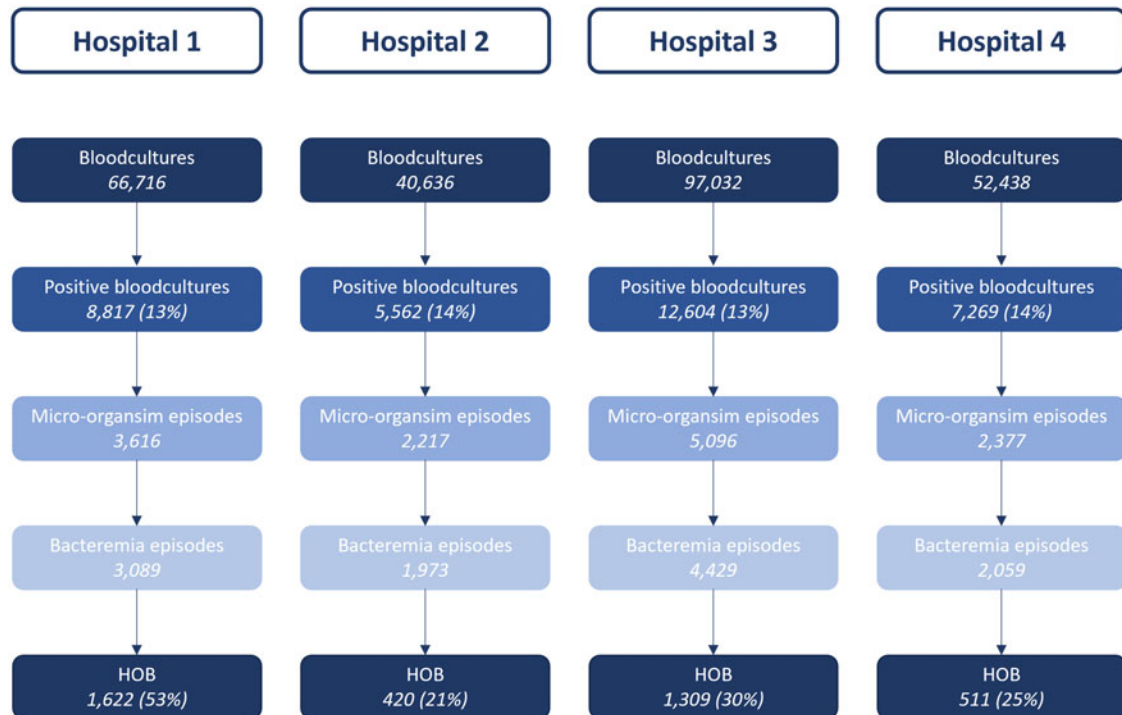 Hospital 1
Hospital 2
Hospital 3
Hospital 4
Bloodcultures
66,716
Bloodcultures
40,636
Bloodcultures
97,032
Bloodcultures
52,438
Positive bloodcultures
8,817 (13%)
Positive bloodcultures
5,562 (14%)
Positive bloodcultures
12,604 (13%)
Positive bloodcultures
7,269 (14%)
Micro-organsim episodes
3,616
Micro-organsim episodes
2,217
Micro-organsim episodes
5,096
Micro-organsim episodes
2,377
Bacteremia episodes
3,089
Bacteremia episodes
1,973
Bacteremia episodes
4,429
Bacteremia episodes
2,059
HOB
1,622 (53%)
HOB
420 (21%)
HOB
1,309 (30%)
HOB
511 (25%)